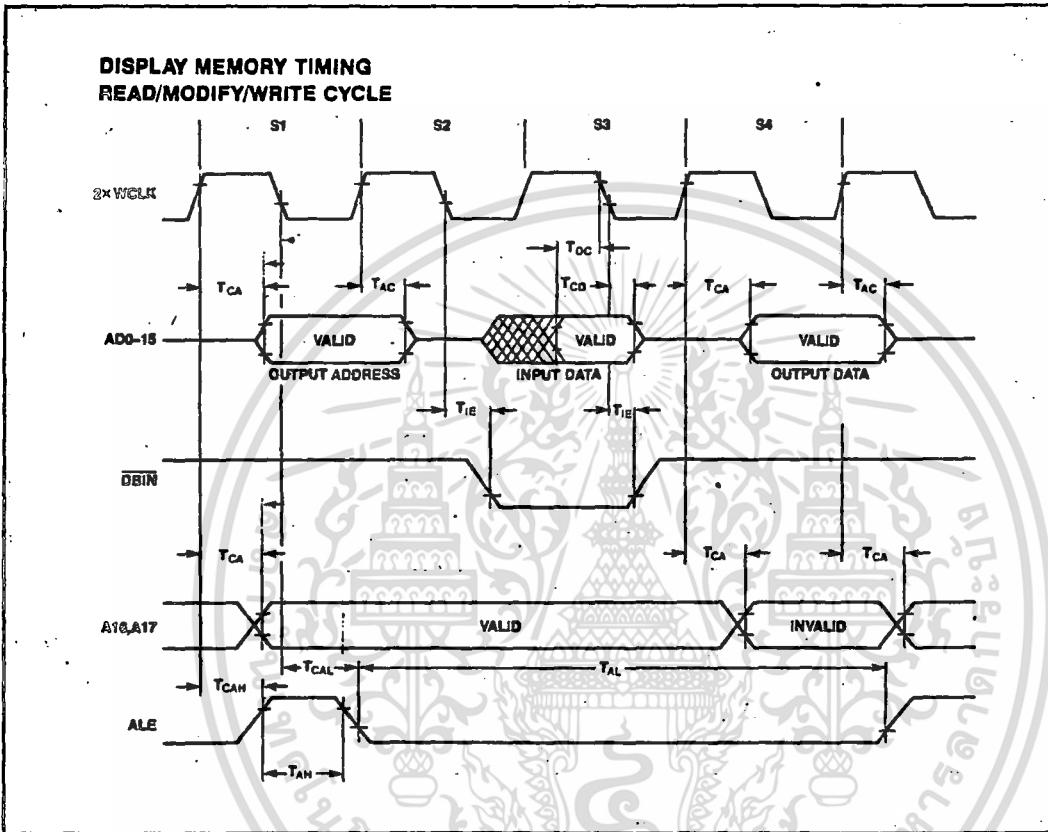 DISPLAY MEMORY TIMING
READ/MODIFY/WRITE CYCLE
S1 S2 S3 S4
2×WCLK
TDC
TCA TAC TCD TCA TAC
AD0-15 VALID VALID VALID
OUTPUT ADDRESS INPUT DATA OUTPUT DATA
TIE TIE
DBIN
TCA TCA TCA
A16,A17 VALID INVALID
TCAL TAL
TCAH
ALE
TAH